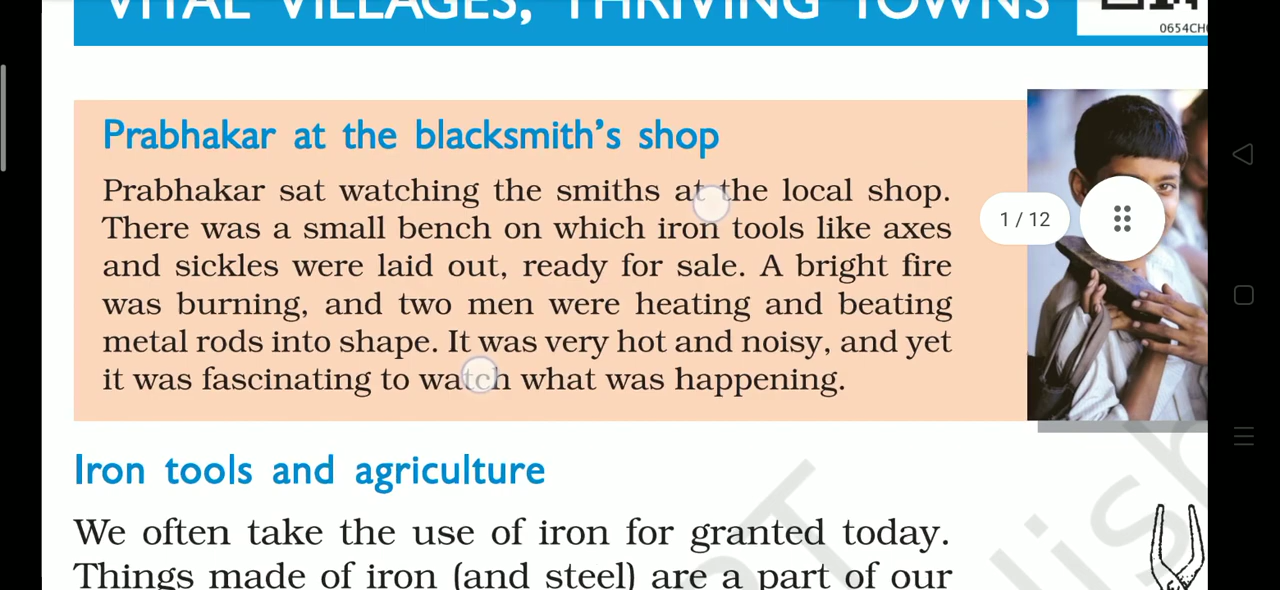 VITAL VILLAGES, THRIVING TOWNS
0654CH
Prabhakar at the blacksmith's shop
Prabhakar sat watching the smiths at the local shop.
There was a small bench on which iron tools like axes
and sickles were laid out, ready for sale. A bright fire
was burning, and two men were heating and beating
metal rods into shape. It was very hot and noisy, and yet
it was fascinating to watch what was happening.
1 / 12
Iron tools and agriculture
We often take the use of iron for granted today.
Things made of iron (and steel) are a part of our